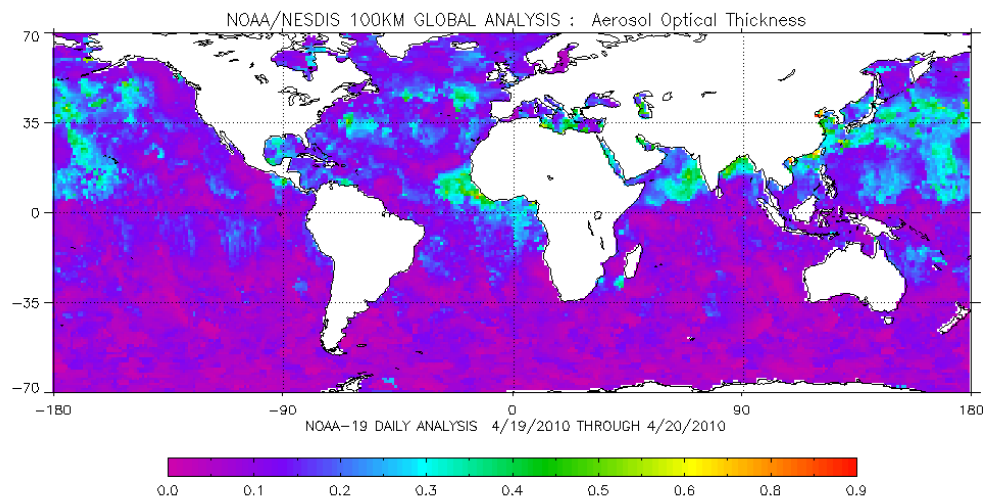 NOAA/NESDIS 100KM GLOBAL ANALYSIS : Aerosol Optical Thickness
70
35
0
-35
-70
-180 -90 0 90 180
NOAA-19 DAILY ANALYSIS 4/19/2010 THROUGH 4/20/2010
0.0 0.1 0.2 0.3 0.4 0.5 0.6 0.7 0.8 0.9